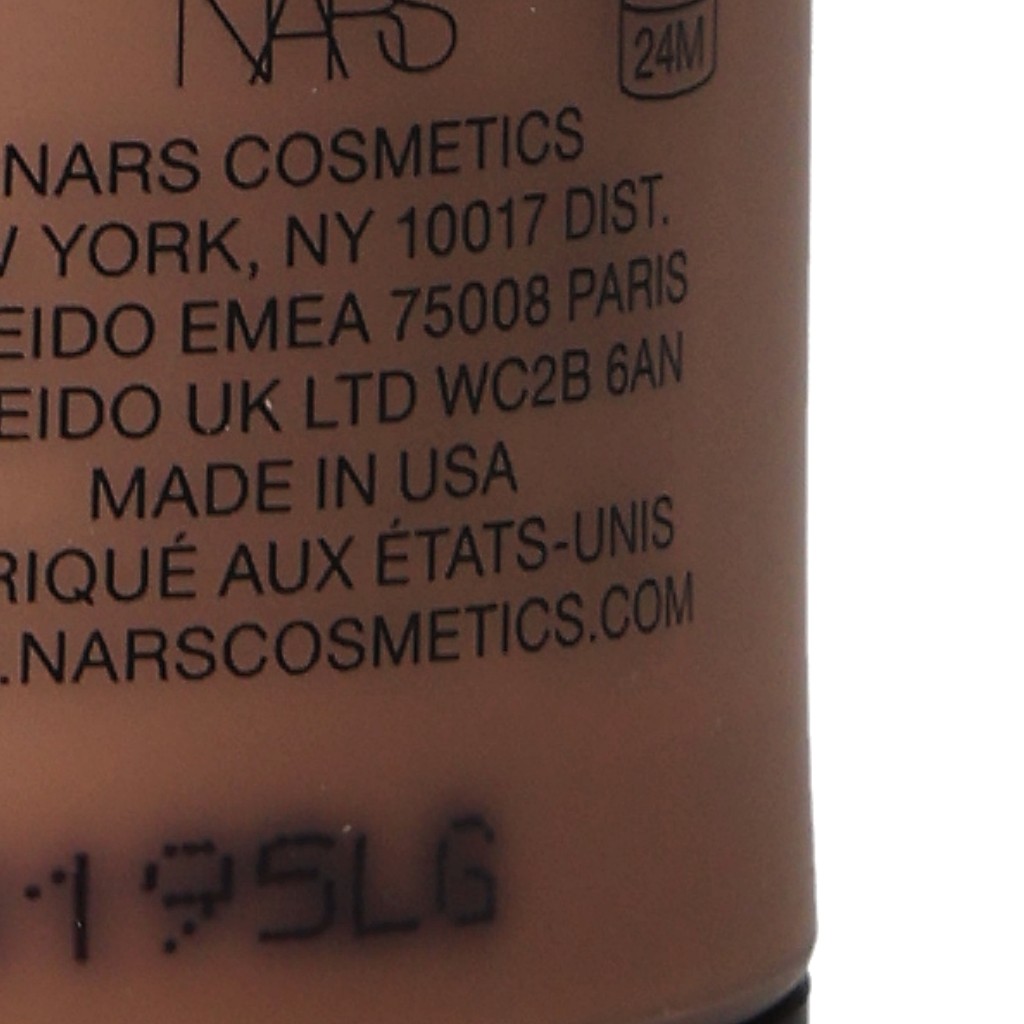 NARS
24M
NARS COSMETICS
YORK, NY 10017 DIST.
EIDO EMEA 75008 PARIS
EIDO UK LTD WC2B 6AN
MADE IN USA
RIQUÉ AUX ÉTATS-UNIS
.NARSCOSMETICS.COM
19SLG